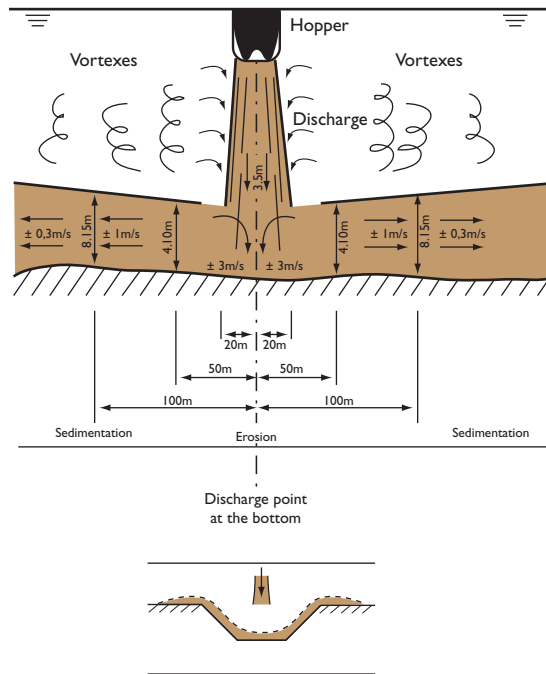 Hopper
Vortexes
Vortexes
Discharge
3,5m
± 0,3m/s
8.15m
± 1m/s
4.10m
4.10m
± 1m/s
8.15m
± 0,3m/s
± 3m/s
± 3m/s
20m
20m
50m
50m
100m
100m
Sedimentation
Erosion
Sedimentation
Discharge point
at the bottom